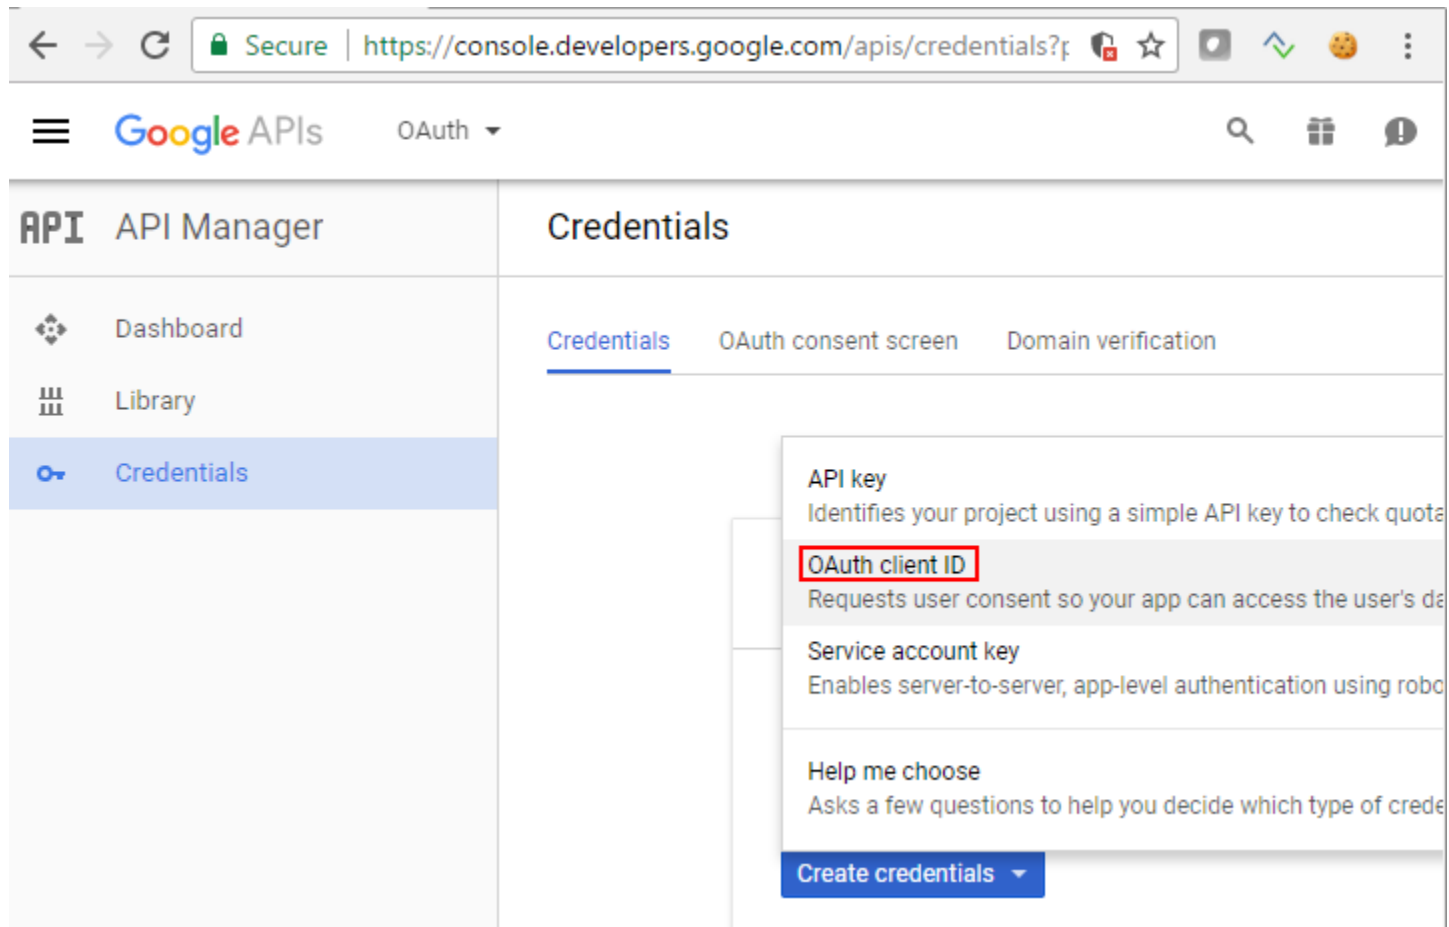 Secure https://console.developers.google.com/apis/credentials?p
Google APIs OAuth
API API Manager
Credentials
Dashboard
Library
Credentials
Credentials OAuth consent screen Domain verification
API key
Identifies your project using a simple API key to check quota
OAuth client ID
Requests user consent so your app can access the user's da
Service account key
Enables server-to-server, app-level authentication using robo
Help me choose
Asks a few questions to help you decide which type of crede
Create credentials